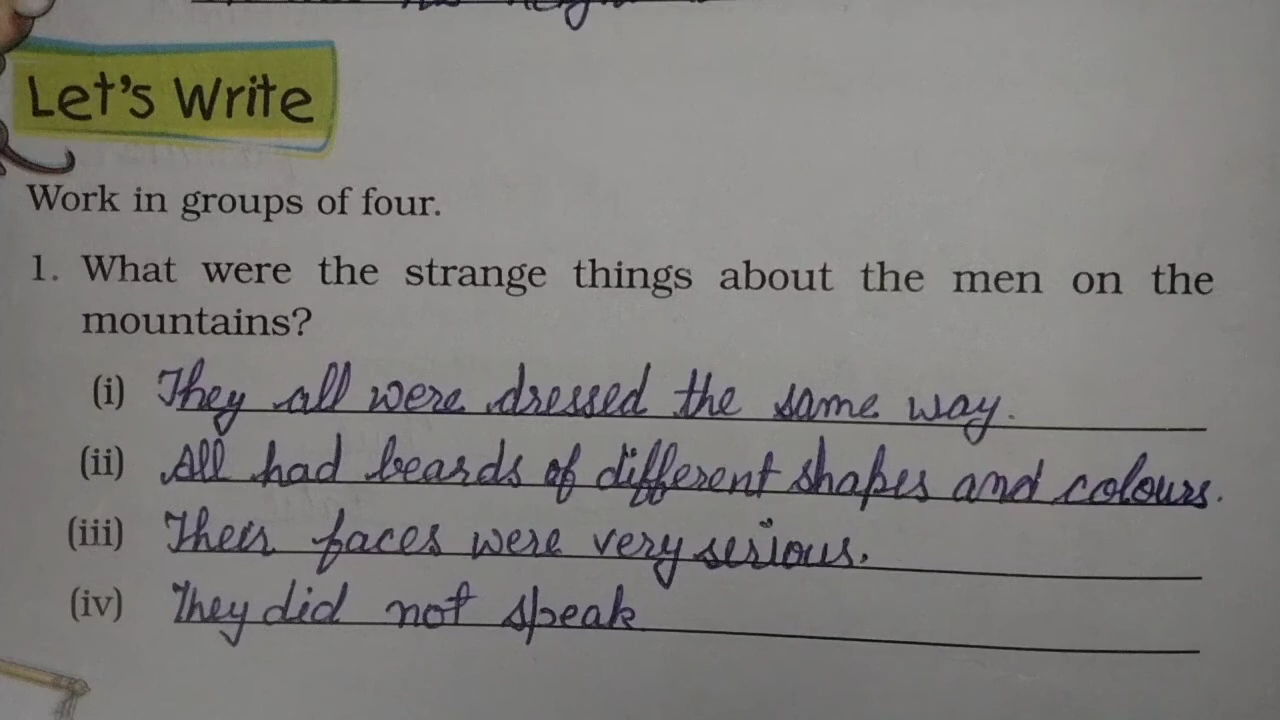 Let's Write
Work in groups of four.
1. What were the strange things about the men on the
mountains?
(i) They all were dressed the same way.
(ii) All had beards of different shapes and colours.
(iii) Their faces were very serious.
(iv) They did not speak